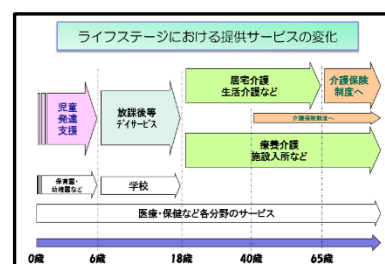 ライフステージにおける提供サービスの変化
児童
発達
支援
放課後等
デイサービス
居宅介護
生活介護など
介護保険
制度へ
介護保険制度へ
療養介護
施設入所など
保育園・
幼稚園など
学校
医療・保健など各分野のサービス
0歳
6歳
18歳
40歳
65歳